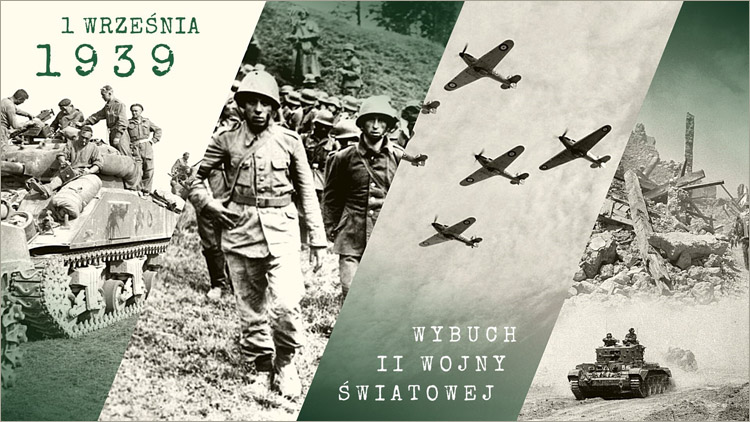 1 WRZEŚNIA
1939
WYBUCH
II WOJNY
ŚWIATOWEJ